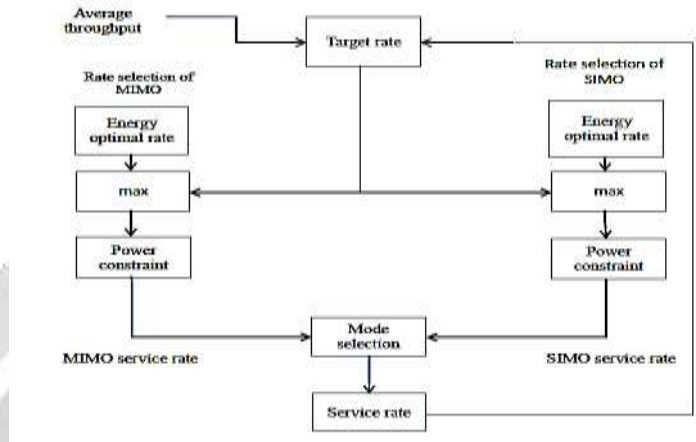 Average
throughput
Target rate
Rate selection of
MIMO
Rate selection of
SIMO
Energy
optimal rate
Energy
optimal rate
max
max
Power
constraint
Power
constraint
Mode
selection
MIMO service rate
SIMO service rate
Service rate